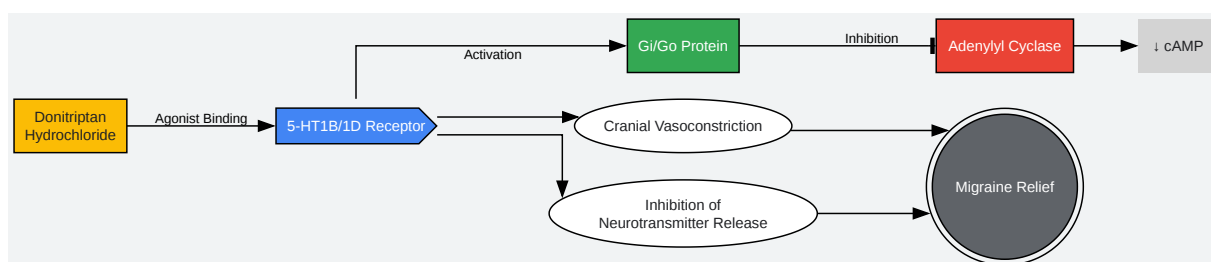 Gi/Go Protein
Inhibition
Adenylyl Cyclase
↓ cAMP
Activation
Donitriptan
Hydrochloride
Agonist Binding
5-HT1B/1D Receptor
Cranial Vasoconstriction
Migraine Relief
Inhibition of
Neurotransmitter Release